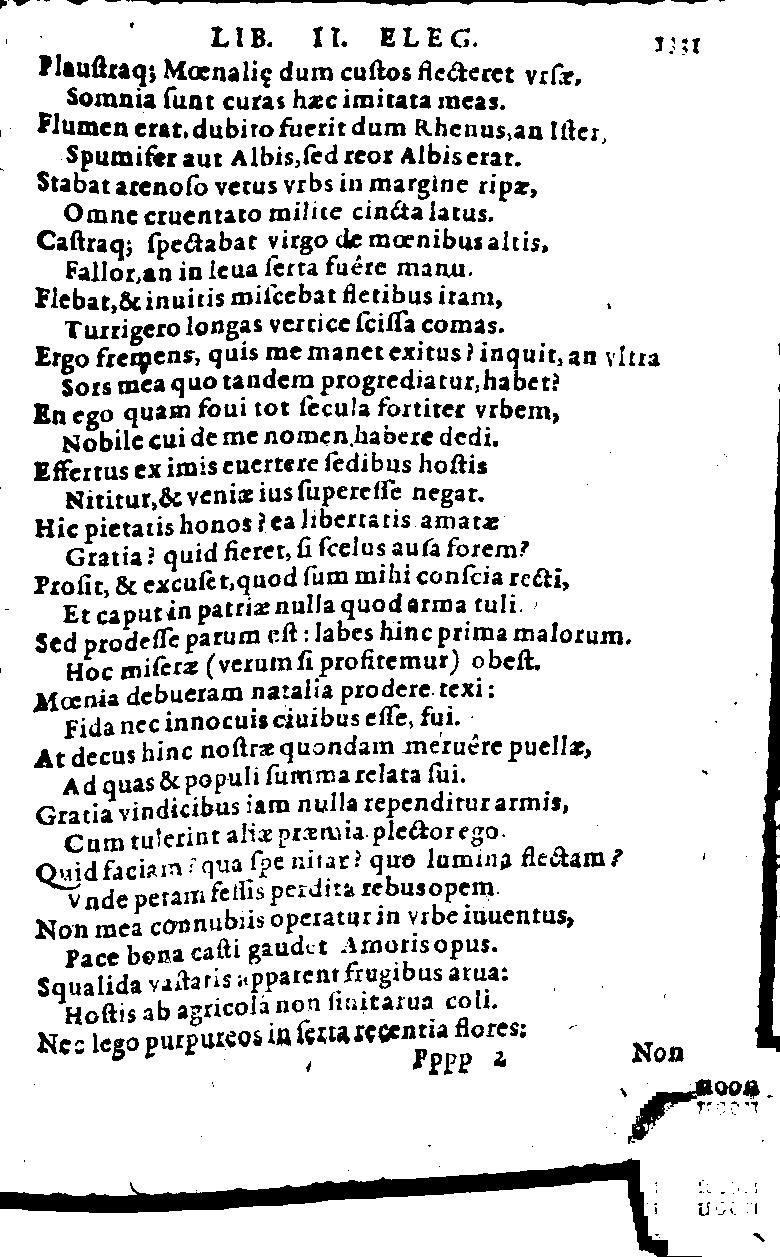 LIB. II. ELEG. 1331
Plauſtraq; Mœnalię dum cuſtos flecteret vrſæ,
Somnia ſunt curas hæc imitata meas.
Flumen erat, dubito fuerit dum Rhenus, an Iſter,
Spumifer aut Albis, ſed reor Albis erat.
Stabat arenoſo vetus vrbs in margine ripæ,
Omne cruentato milite cincta latus.
Caſtraq; ſpectabat virgo de mœnibus altis,
Fallor, an in leua ſerta fuêre manu.
Flebat, & inuitis miſcebat fletibus iram,
Turrigero longas vertice ſciſſa comas.
Ergo fremens, quis me manet exitus? inquit, an vltra
Sors mea quo tandem progrediatur, habet?
En ego quam foui tot ſecula fortiter vrbem,
Nobile cui de me nomen habere dedi.
Effertus ex imis euertere ſedibus hoſtis
Nititur, & veniæ ius ſupereſſe negat.
Hic pietatis honos? ea libertatis amatæ
Gratia? quid fieret, ſi ſcelus auſa forem?
Proſit, & excuſet, quod ſum mihi conſcia recti,
Et caput in patriæ nulla quod arma tuli.
Sed prodeſſe parum eſt: labes hinc prima malorum.
Hoc miſeræ (verum ſi profitemur) obeſt.
Mœnia debueram natalia prodere. texi:
Fida nec innocuis ciuibus eſſe, fui.
At decus hinc noſtræ quondam meruêre puellæ,
Ad quas & populi ſumma relata ſui.
Gratia vindicibus iam nulla rependitur armis,
Cum tulerint aliæ præmia. plector ego.
Quid faciam? qua ſpe nitar? quo lumina flectam?
Vnde petam feſſis perdita rebus opem.
Non mea connubiis operatur in vrbe iuuentus,
Pace bona caſti gaudet Amoris opus.
Squalida vaſtatis apparent frugibus arua:
Hoſtis ab agricolá non ſinit arua coli.
Nec lego purpureos in ſerta recentia flores:
Pppp 2 Non